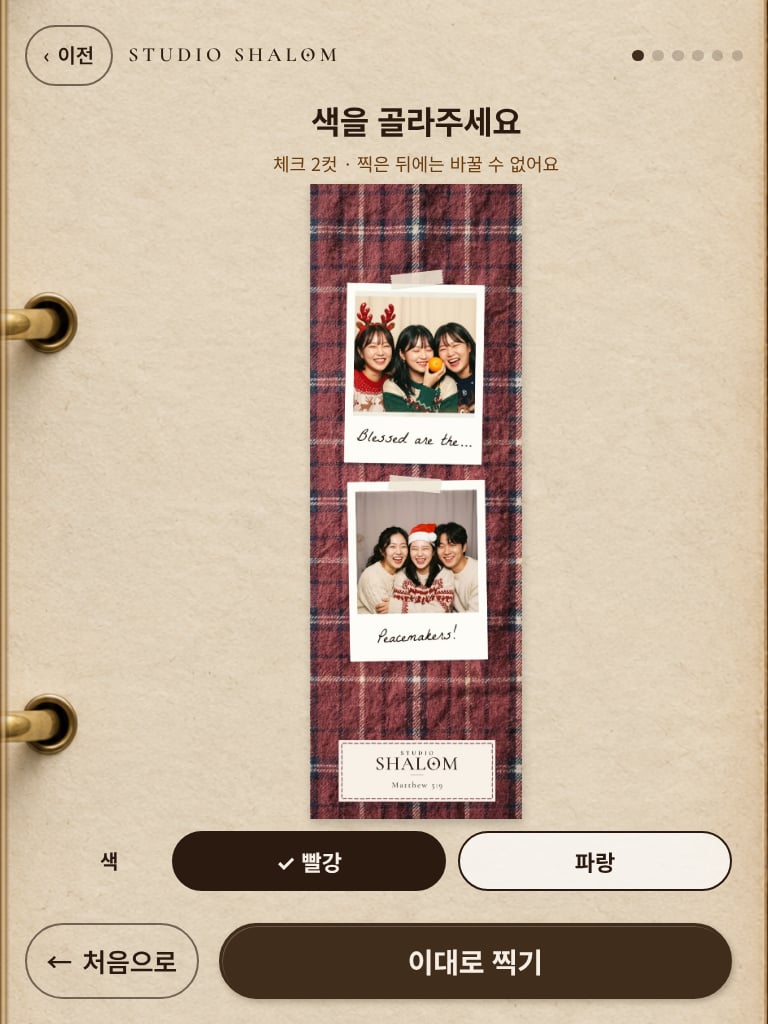 ‹ 이전
STUDIO SHALOM
색을 골라주세요
체크 2컷 · 찍은 뒤에는 바꿀 수 없어요
Blessed are the...
Peacemakers!
STUDIO
SHALOM
Matthew 5:9
색
✓ 빨강
파랑
← 처음으로
이대로 찍기